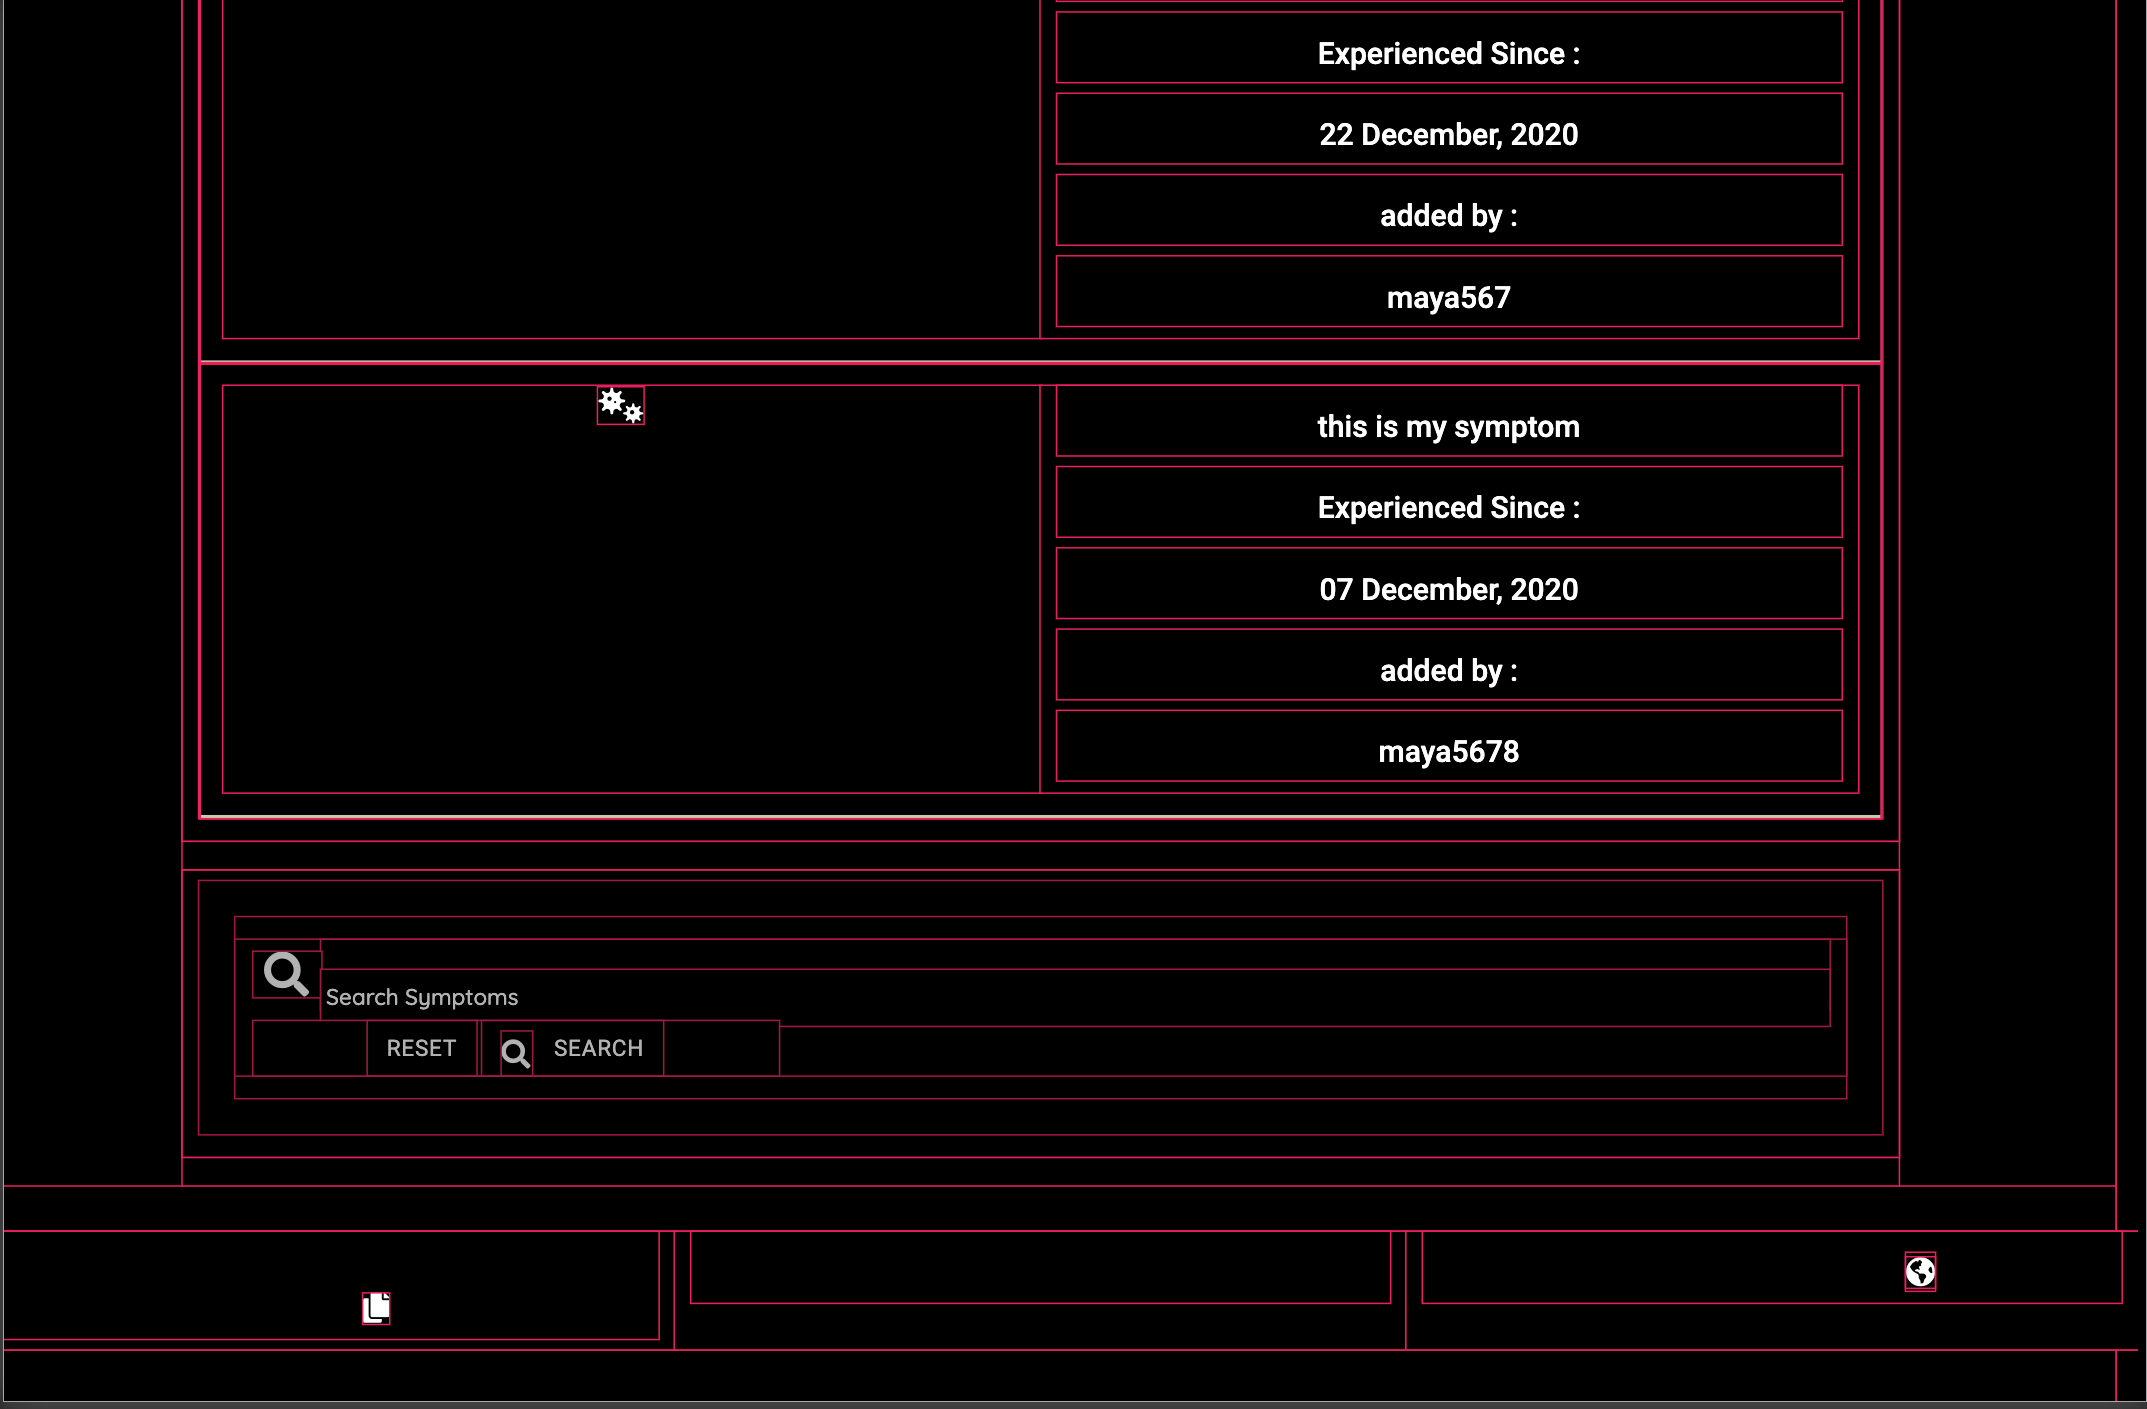 Experienced Since :
22 December, 2020
added by :
maya567
this is my symptom
Experienced Since :
07 December, 2020
added by :
maya5678
Search Symptoms
RESET
SEARCH